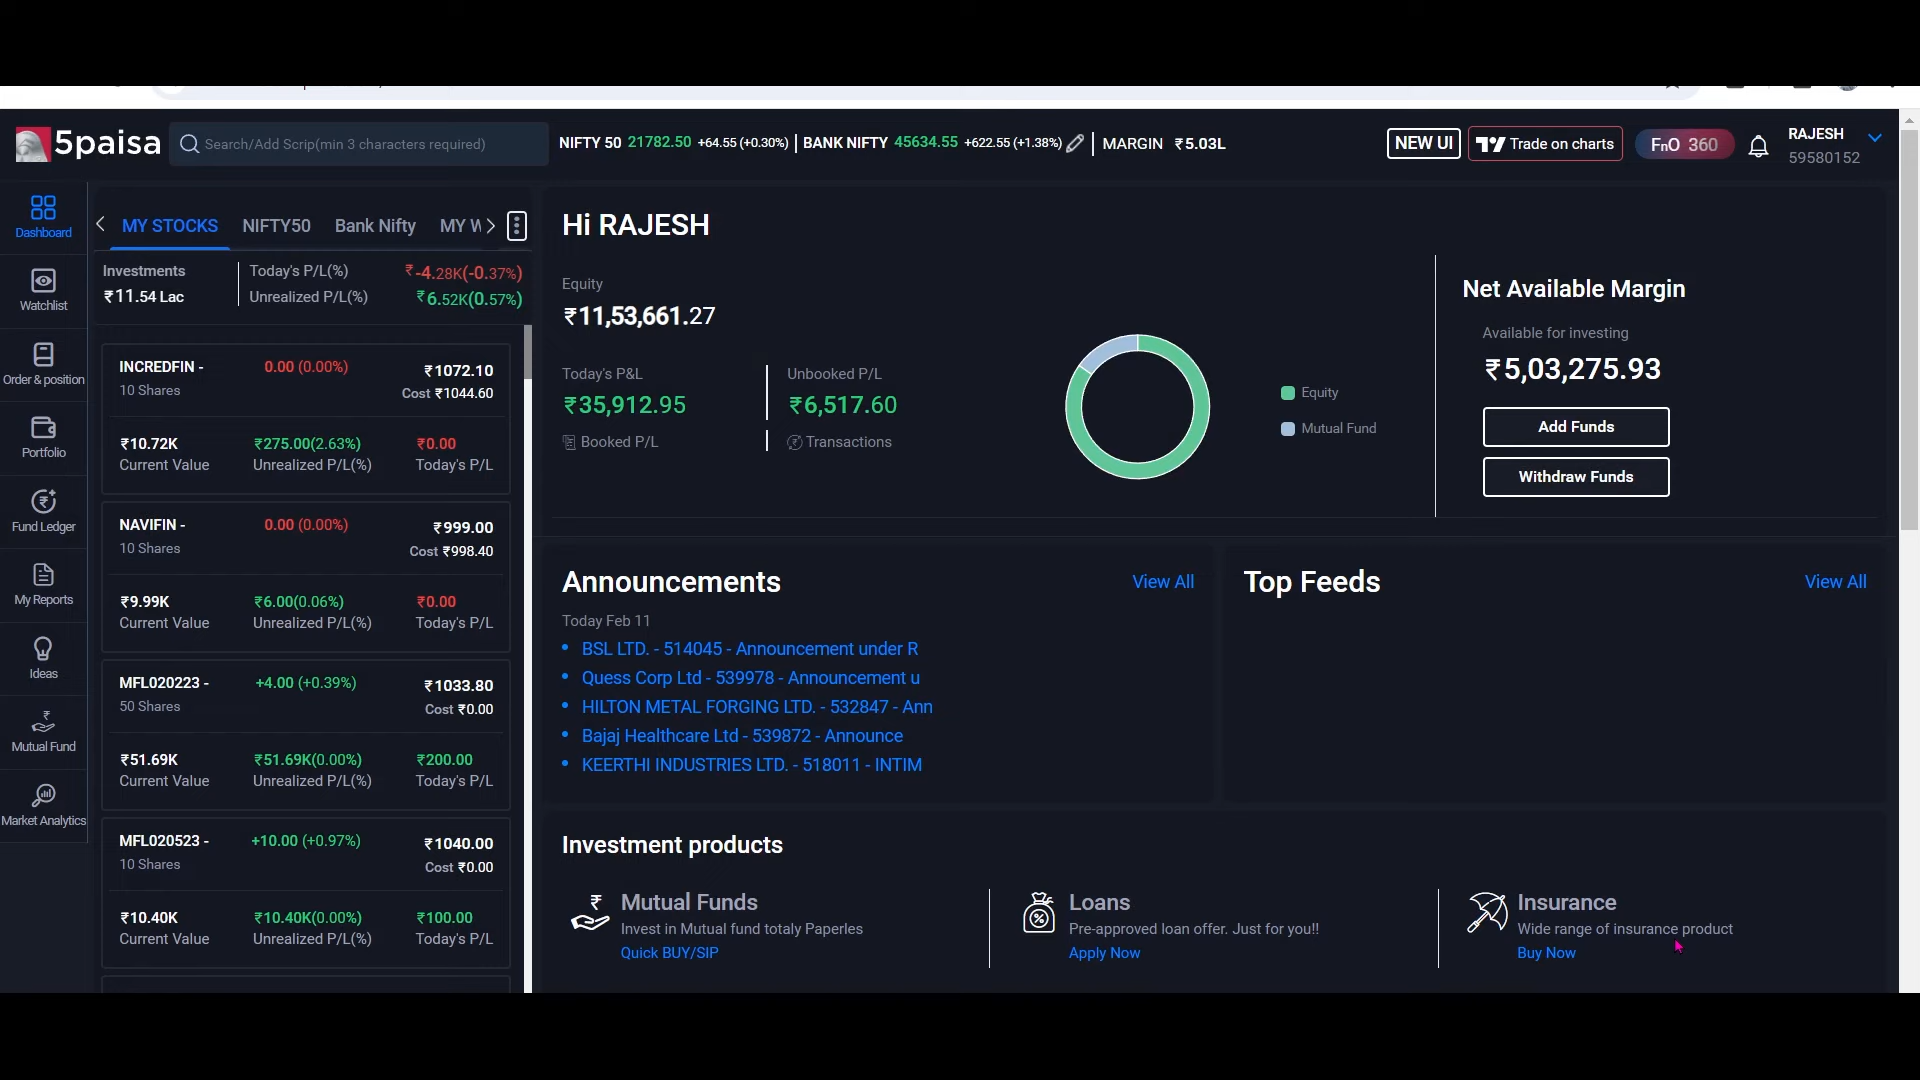 5paisa
Search/Add Scrip(min 3 characters required)
NIFTY 50 21782.50 +64.55 (+0.30%) | BANK NIFTY 45634.55 +622.55 (+1.38%)
MARGIN ₹5.03L
NEW UI
Trade on charts
FnO 360
RAJESH
59580152
Dashboard
Watchlist
Order & position
Portfolio
Fund Ledger
My Reports
Ideas
Mutual Fund
Market Analytics
MY STOCKS NIFTY50 Bank Nifty MY W
Investments Today's P/L(%) ₹-4.28K(-0.37%)
₹11.54 Lac Unrealized P/L(%) ₹6.52K(0.57%)
INCREDFIN - 0.00 (0.00%) ₹1072.10
10 Shares Cost ₹1044.60
₹10.72K ₹275.00(2.63%) ₹0.00
Current Value Unrealized P/L(%) Today's P/L
NAVIFIN - 0.00 (0.00%) ₹999.00
10 Shares Cost ₹998.40
₹9.99K ₹6.00(0.06%) ₹0.00
Current Value Unrealized P/L(%) Today's P/L
MFL020223 - +4.00 (+0.39%) ₹1033.80
50 Shares Cost ₹0.00
₹51.69K ₹51.69K(0.00%) ₹200.00
Current Value Unrealized P/L(%) Today's P/L
MFL020523 - +10.00 (+0.97%) ₹1040.00
10 Shares Cost ₹0.00
₹10.40K ₹10.40K(0.00%) ₹100.00
Current Value Unrealized P/L(%) Today's P/L
Hi RAJESH
Equity
₹11,53,661.27
Today's P&L Unbooked P/L
₹35,912.95 ₹6,517.60
Booked P/L Transactions
Equity
Mutual Fund
Net Available Margin
Available for investing
₹5,03,275.93
Add Funds
Withdraw Funds
Announcements View All
Today Feb 11
• BSL LTD. - 514045 - Announcement under R
• Quess Corp Ltd - 539978 - Announcement u
• HILTON METAL FORGING LTD. - 532847 - Ann
• Bajaj Healthcare Ltd - 539872 - Announce
• KEERTHI INDUSTRIES LTD. - 518011 - INTIM
Top Feeds View All
Investment products
Mutual Funds
Invest in Mutual fund totaly Paperles
Quick BUY/SIP
Loans
Pre-approved loan offer. Just for you!!
Apply Now
Insurance
Wide range of insurance product
Buy Now